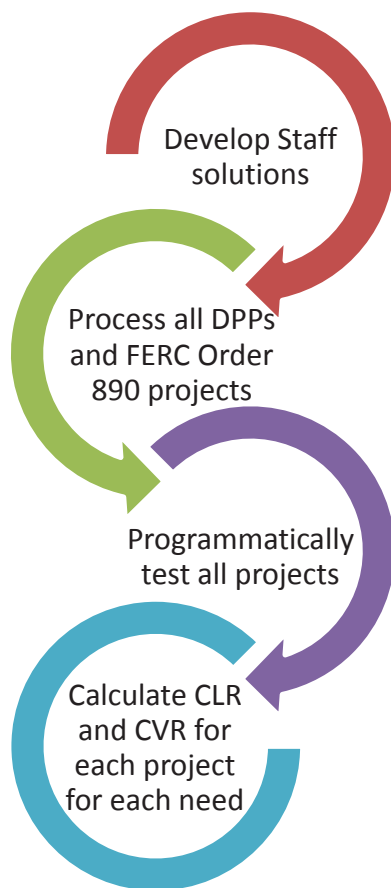 Develop Staff
solutions
Process all DPPs
and FERC Order
890 projects
Programmatically
test all projects
Calculate CLR
and CVR for
each project
for each need